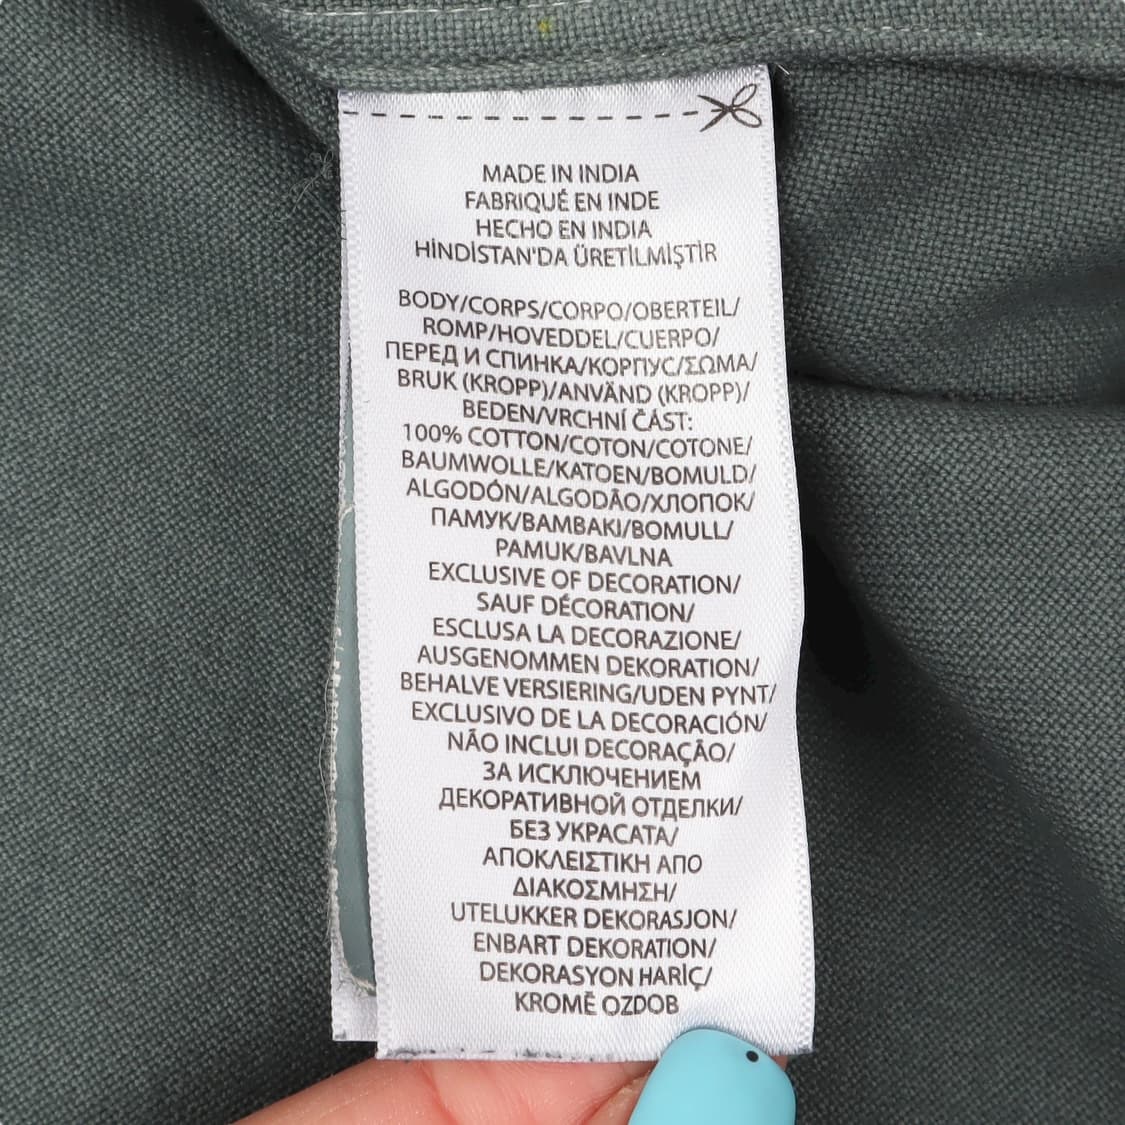 MADE IN INDIA
FABRIQUÉ EN INDE
HECHO EN INDIA
HİNDİSTAN'DA ÜRETİLMİŞTİR
BODY/CORPS/CORPO/OBERTEIL/
ROMP/HOVEDDEL/CUERPO/
ПЕРЕД И СПИНКА/КОРПУС/ΣΩΜΑ/
BRUK (KROPP)/ANVÄND (KROPP)/
BEDEN/VRCHNÍ ČÁST:
100% COTTON/COTON/COTONE/
BAUMWOLLE/KATOEN/BOMULD/
ALGODÓN/ALGODÃO/ХЛОПОК/
ПАМУК/BAMBAKI/BOMULL/
PAMUK/BAVLNA
EXCLUSIVE OF DECORATION/
SAUF DÉCORATION/
ESCLUSA LA DECORAZIONE/
AUSGENOMMEN DEKORATION/
BEHALVE VERSIERING/UDEN PYNT/
EXCLUSIVO DE LA DECORACIÓN/
NÃO INCLUI DECORAÇÃO/
ЗА ИСКЛЮЧЕНИЕМ
ДЕКОРАТИВНОЙ ОТДЕЛКИ/
БЕЗ УКРАСАТА/
ΑΠΟΚΛΕΙΣΤΙΚΗ ΑΠΟ
ΔΙΑΚΟΣΜΗΣΗ/
UTELUKKER DEKORASJON/
ENBART DEKORATION/
DEKORASYON HARİÇ/
KROMĚ OZDOB